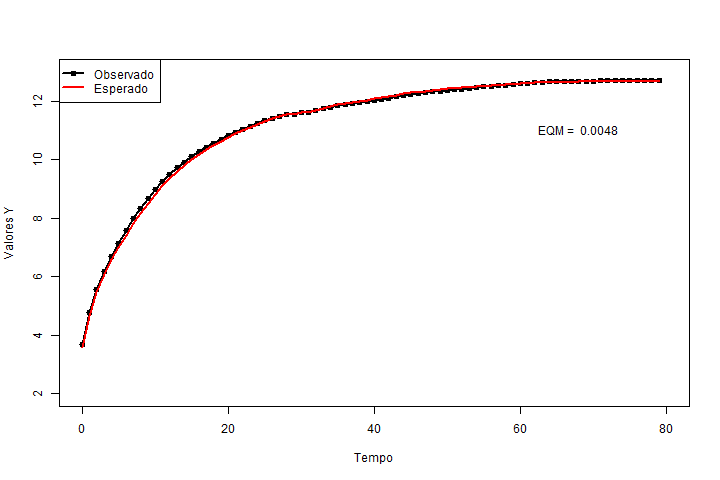 Observado
Esperado
EQM = 0.0048
Valores Y
12
10
8
6
4
2
0 20 40 60 80
Tempo